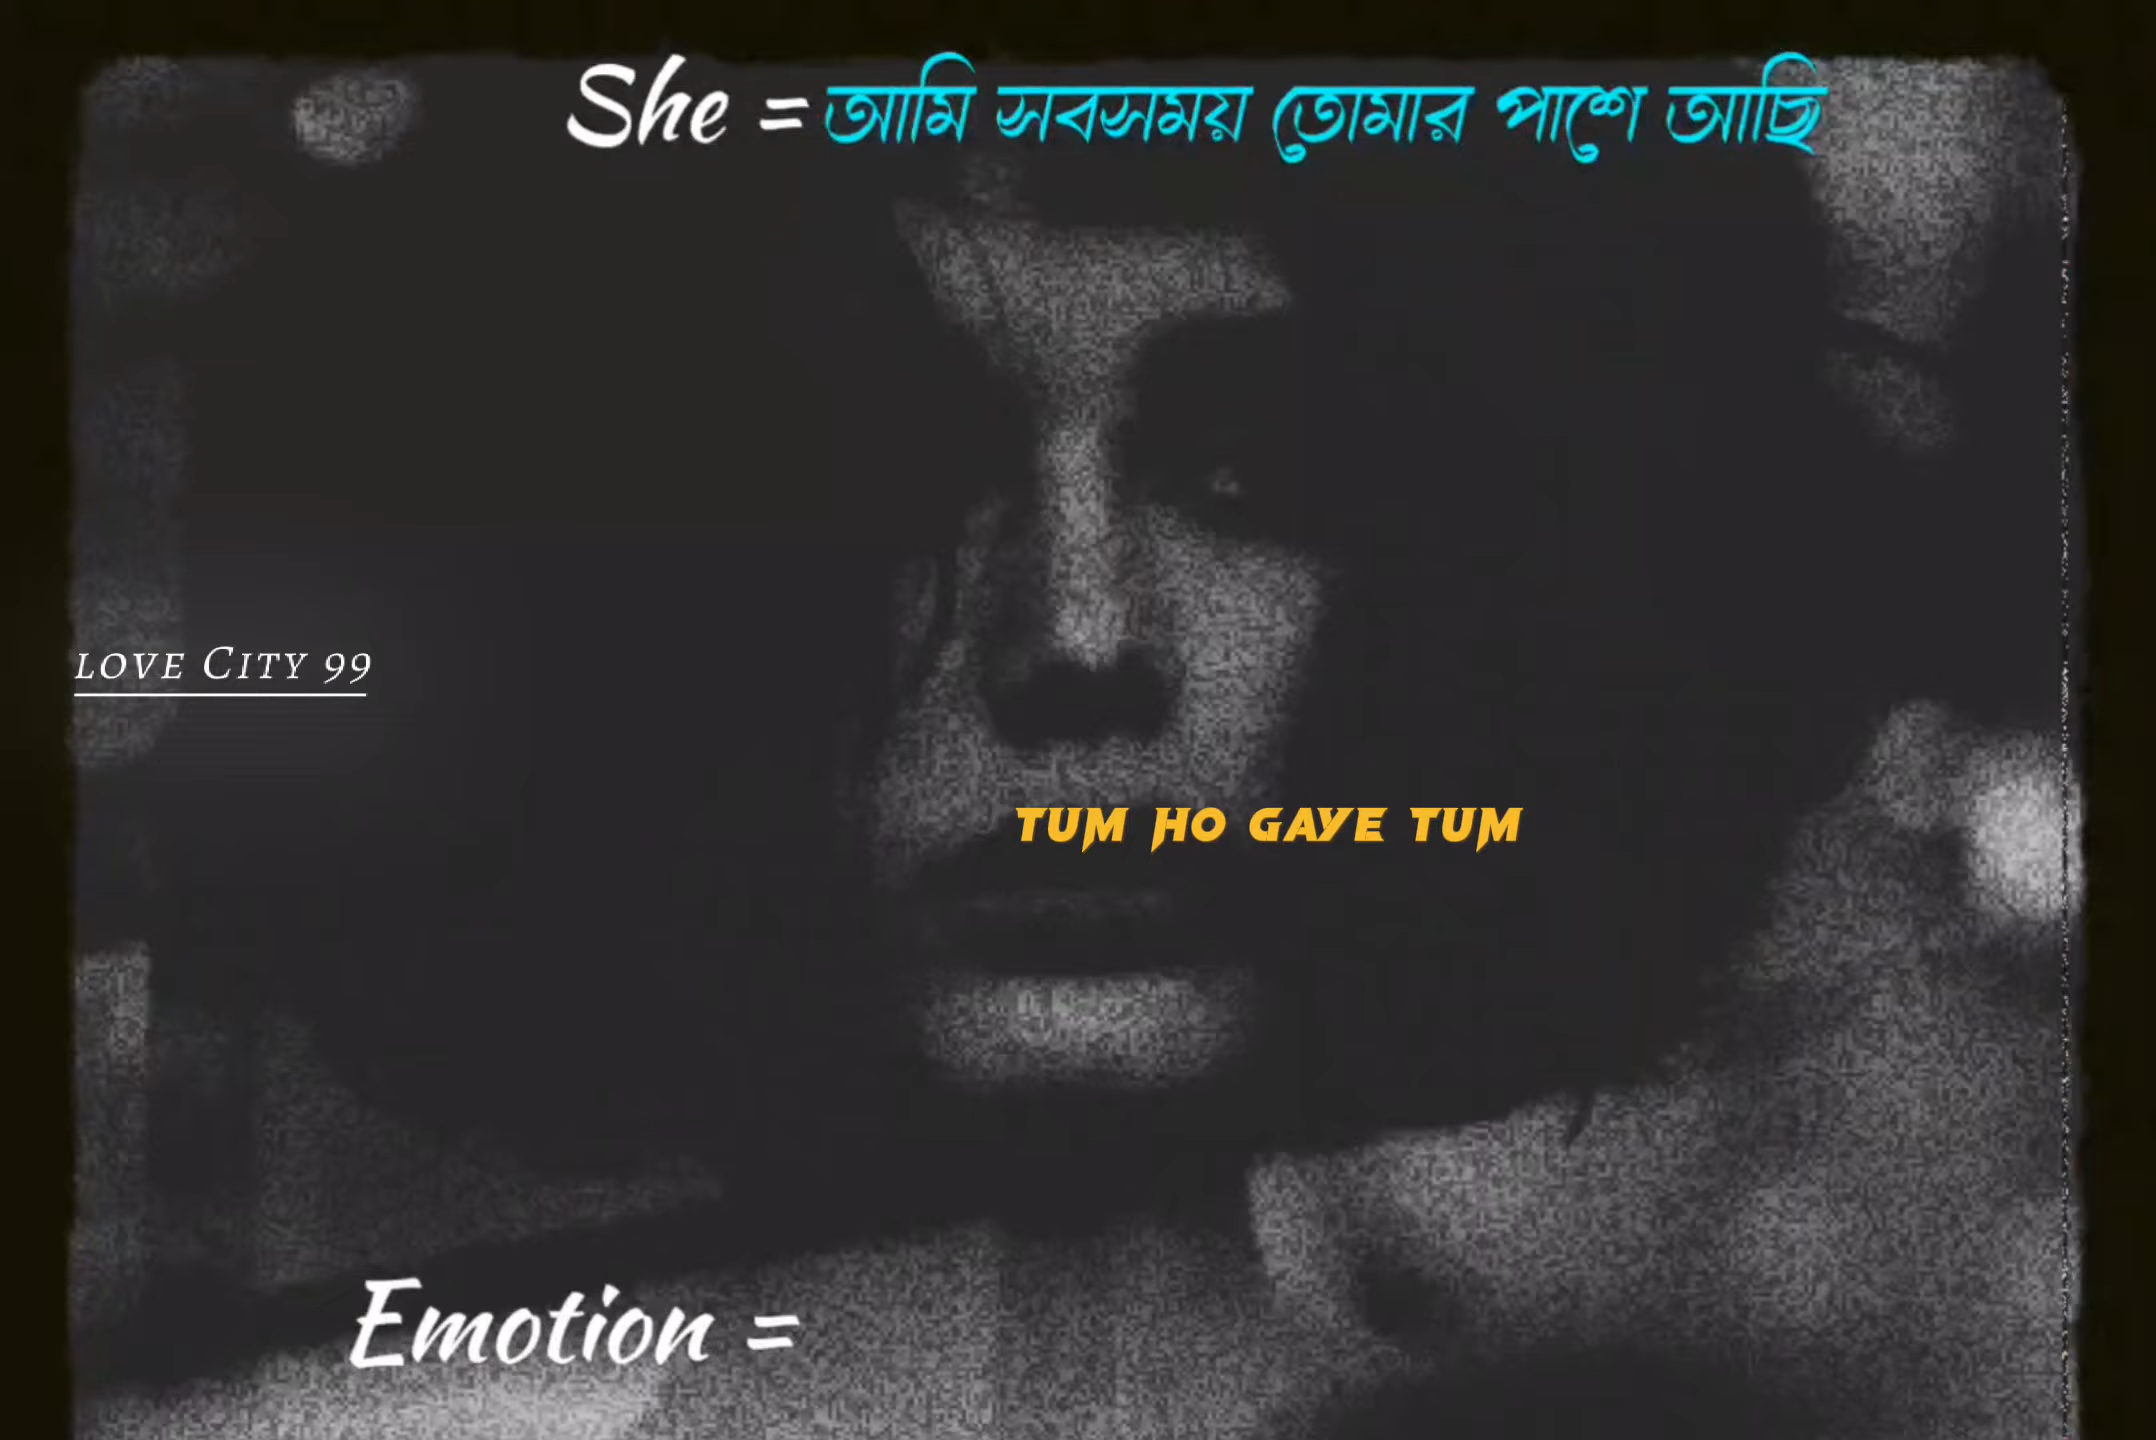 She = আমি সবসময় তোমার পাশে আছি
LOVE CITY 99
TUM HO GAYE TUM
Emotion =